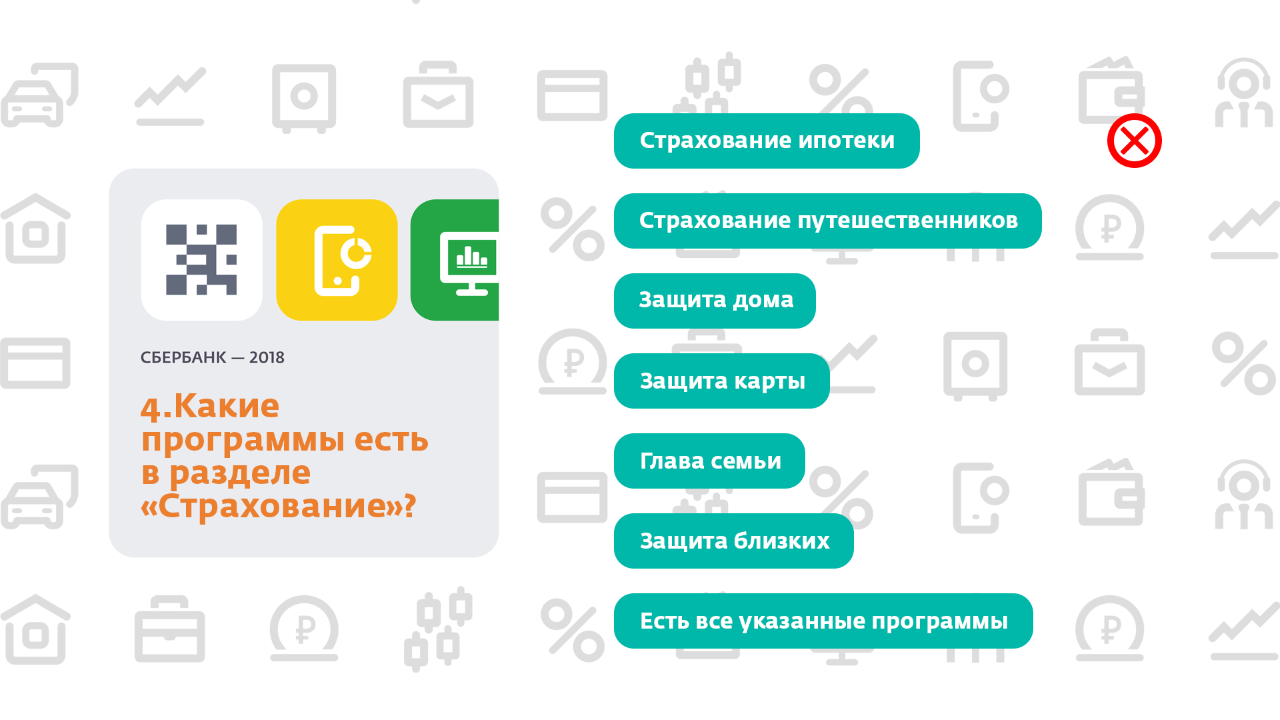 СБЕРБАНК — 2018
4.Какие
программы есть
в разделе
«Страхование»?
Страхование ипотеки
Страхование путешественников
Защита дома
Защита карты
Глава семьи
Защита близких
Есть все указанные программы